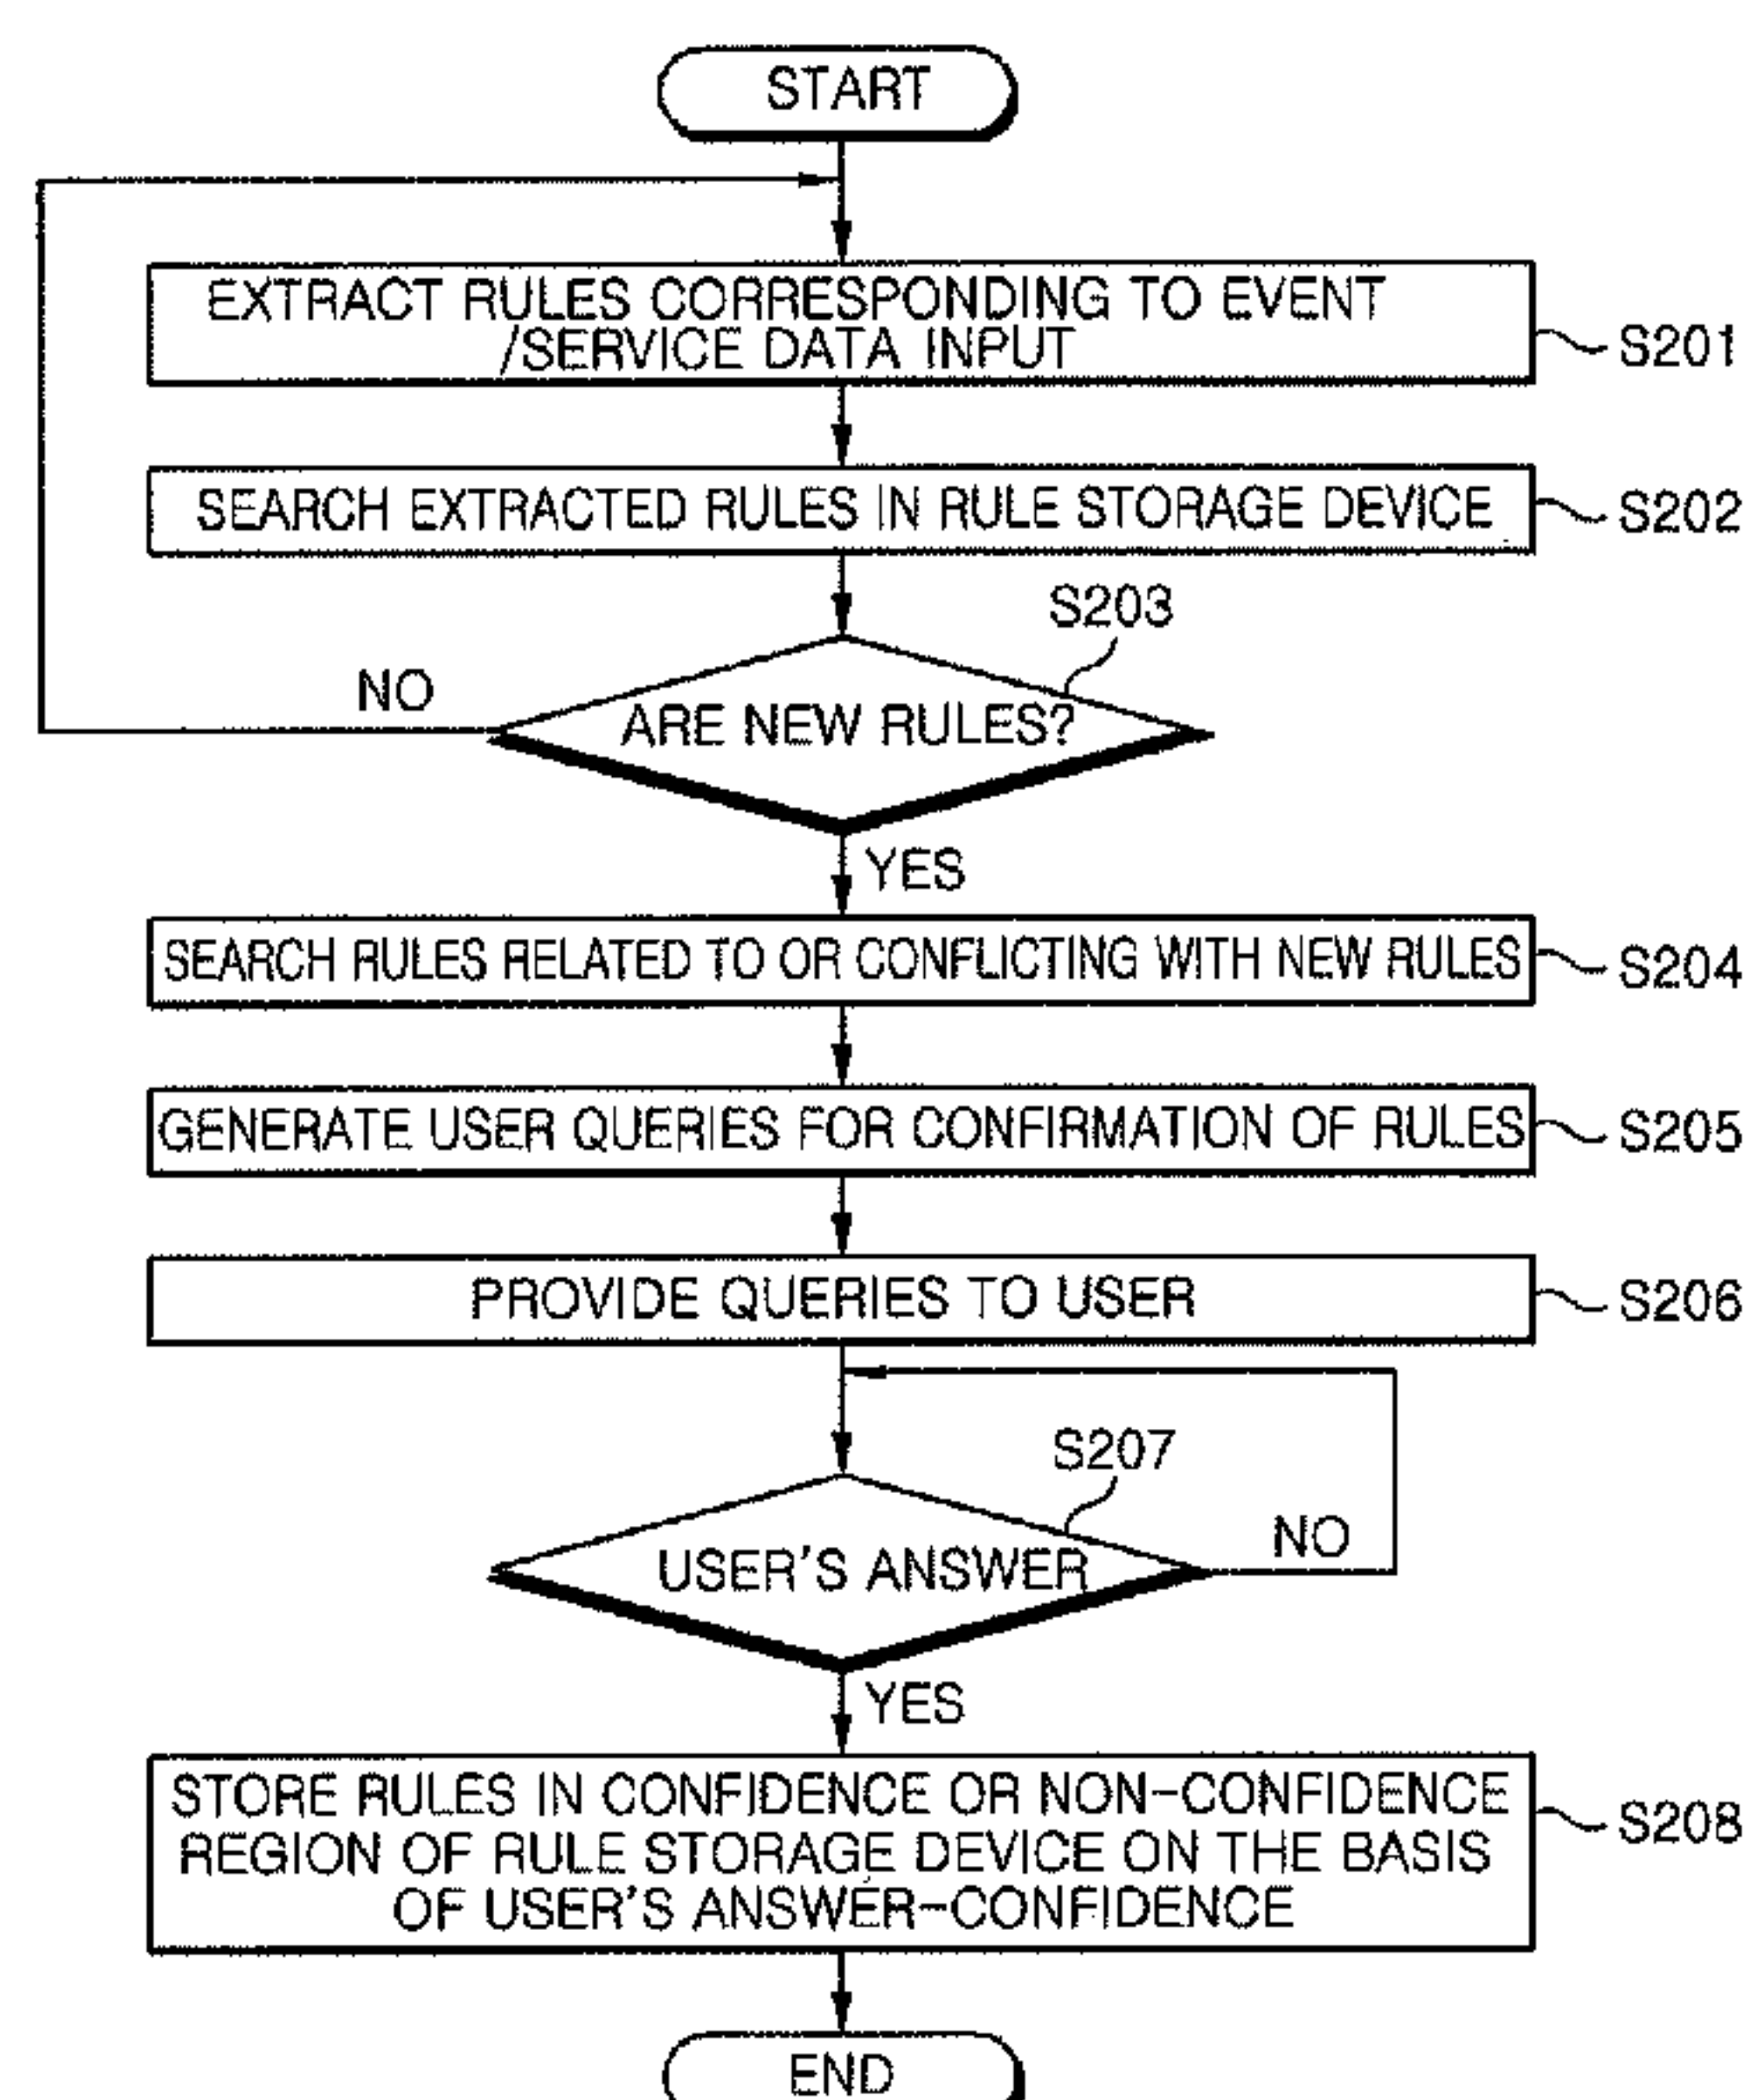 START
EXTRACT RULES CORRESPONDING TO EVENT
/SERVICE DATA INPUT
S201
SEARCH EXTRACTED RULES IN RULE STORAGE DEVICE
S202
S203
NO
ARE NEW RULES?
YES
SEARCH RULES RELATED TO OR CONFLICTING WITH NEW RULES
S204
GENERATE USER QUERIES FOR CONFIRMATION OF RULES
S205
PROVIDE QUERIES TO USER
S206
S207
USER'S ANSWER
NO
YES
STORE RULES IN CONFIDENCE OR NON-CONFIDENCE
REGION OF RULE STORAGE DEVICE ON THE BASIS
OF USER'S ANSWER-CONFIDENCE
S208
END